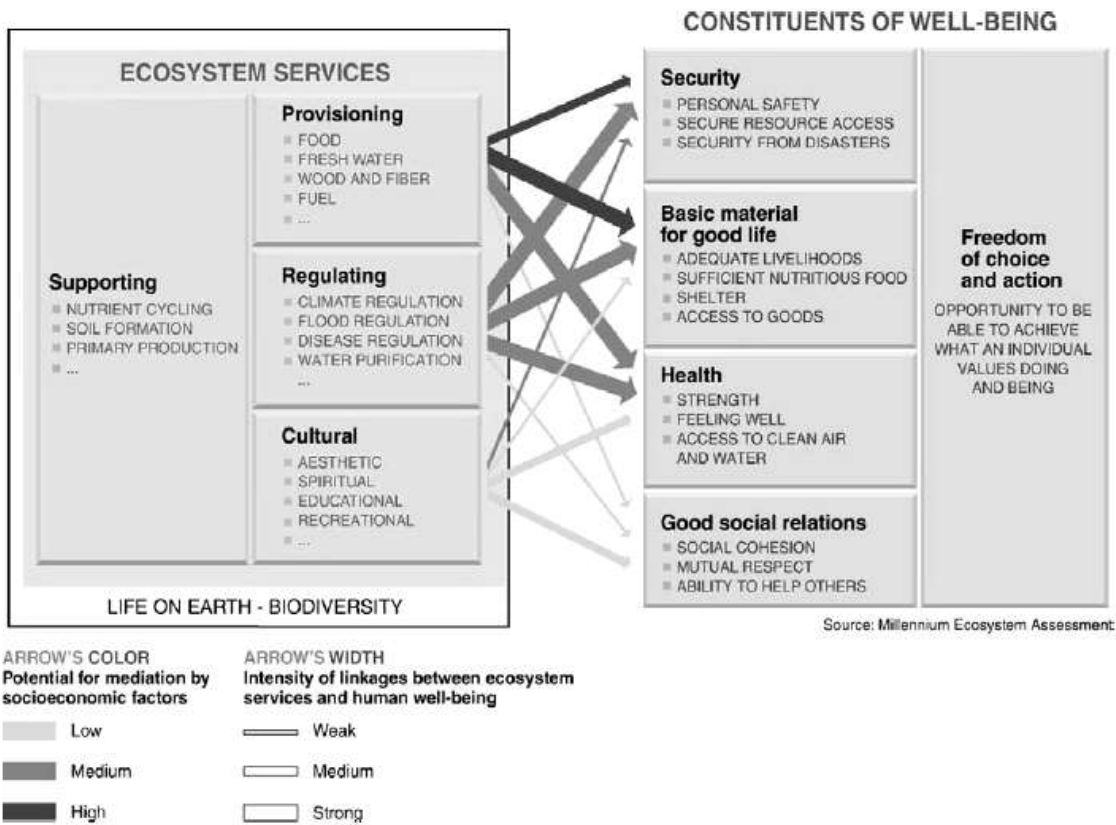 CONSTITUENTS OF WELL-BEING
ECOSYSTEM SERVICES
Supporting
NUTRIENT CYCLING
SOIL FORMATION
PRIMARY PRODUCTION
...
Provisioning
FOOD
FRESH WATER
WOOD AND FIBER
FUEL
...
Regulating
CLIMATE REGULATION
FLOOD REGULATION
DISEASE REGULATION
WATER PURIFICATION
...
Cultural
AESTHETIC
SPIRITUAL
EDUCATIONAL
RECREATIONAL
...
LIFE ON EARTH - BIODIVERSITY
Security
PERSONAL SAFETY
SECURE RESOURCE ACCESS
SECURITY FROM DISASTERS
Basic material
for good life
ADEQUATE LIVELIHOODS
SUFFICIENT NUTRITIOUS FOOD
SHELTER
ACCESS TO GOODS
Health
STRENGTH
FEELING WELL
ACCESS TO CLEAN AIR
AND WATER
Good social relations
SOCIAL COHESION
MUTUAL RESPECT
ABILITY TO HELP OTHERS
Freedom
of choice
and action
OPPORTUNITY TO BE
ABLE TO ACHIEVE
WHAT AN INDIVIDUAL
VALUES DOING
AND BEING
Source: Millennium Ecosystem Assessment
ARROW'S COLOR
Potential for mediation by
socioeconomic factors
Low
Medium
High
ARROW'S WIDTH
Intensity of linkages between ecosystem
services and human well-being
Weak
Medium
Strong